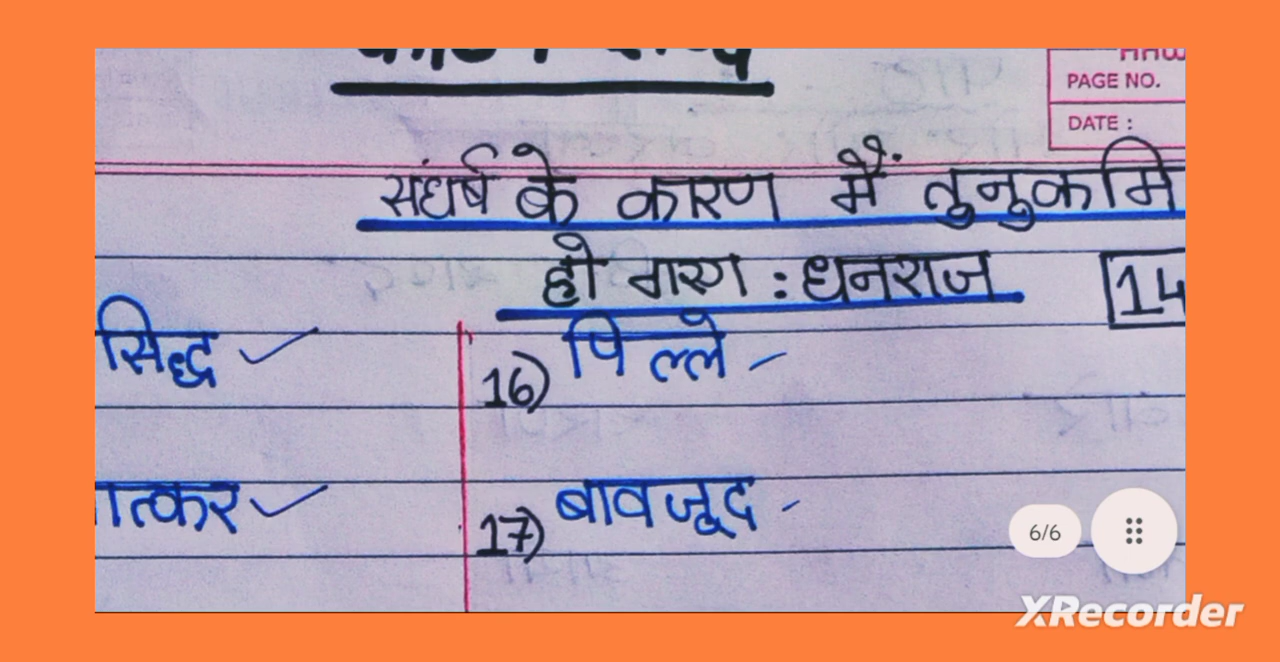 PAGE NO.
DATE :
संघर्ष के कारण मैं तुनुकमि
हो गया : धनराज 14
सिद्ध
16) पिल्ले
त्कर
17) बावजूद
6/6
XRecorder